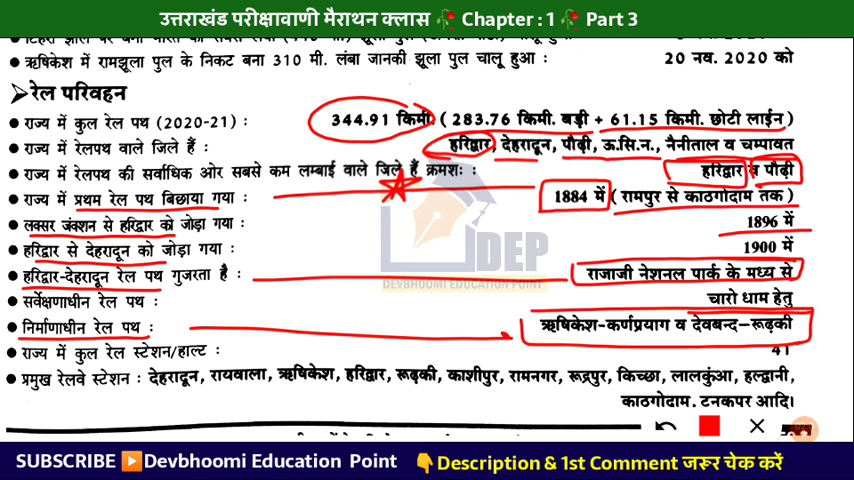 उत्तराखंड परीक्षावाणी मैराथन क्लास Chapter : 1 Part 3
ऋषिकेश में रामझूला पुल के निकट बना 310 मी. लंबा जानकी झूला पुल चालू हुआ : 20 नव. 2020 को
रेल परिवहन
राज्य में कुल रेल पथ (2020-21) : 344.91 किमी. ( 283.76 किमी. बड़ी + 61.15 किमी. छोटी लाईन )
राज्य में रेलपथ वाले जिले हैं : हरिद्वार, देहरादून, पौढ़ी, ऊ.सि.न., नैनीताल व चम्पावत
राज्य में रेलपथ की सर्वाधिक ओर सबसे कम लम्बाई वाले जिले हैं क्रमशः : हरिद्वार व पौढ़ी
राज्य में प्रथम रेल पथ बिछाया गया : 1884 में ( रामपुर से काठगोदाम तक )
लक्सर जंक्शन से हरिद्वार को जोड़ा गया : 1896 में
हरिद्वार से देहरादून को जोड़ा गया : 1900 में
हरिद्वार-देहरादून रेल पथ गुजरता है : राजाजी नेशनल पार्क के मध्य से
सर्वेक्षणाधीन रेल पथ : चारो धाम हेतु
निर्माणाधीन रेल पथ : ऋषिकेश-कर्णप्रयाग व देवबन्द–रूढ़की
राज्य में कुल रेल स्टेशन/हाल्ट : 41
प्रमुख रेलवे स्टेशन : देहरादून, रायवाला, ऋषिकेश, हरिद्वार, रूढ़की, काशीपुर, रामनगर, रूद्रपुर, किच्छा, लालकुंआ, हल्द्वानी,
काठगोदाम. टनकपर आदि।
DEP
DEVBHOOMI EDUCATION POINT
SUBSCRIBE Devbhoomi Education Point Description & 1st Comment जरूर चेक करें